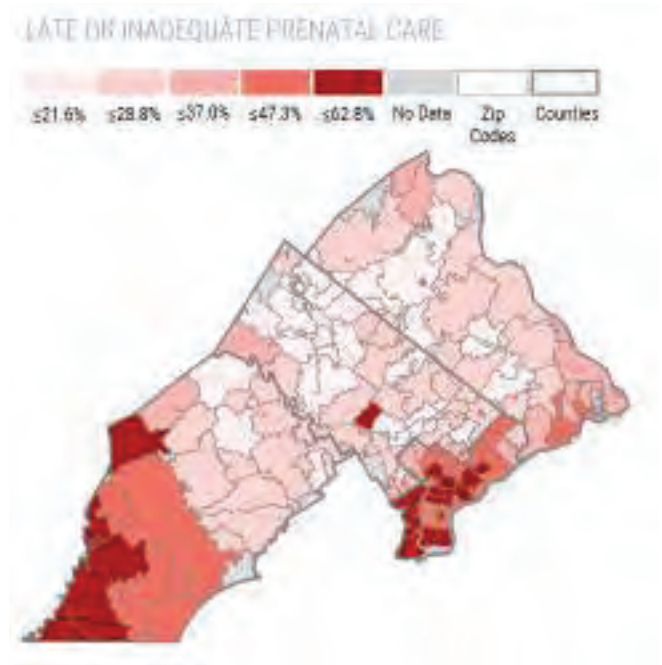 LATE OR INADEQUATE PRENATAL CARE
≤21.6% ≤28.8% ≤37.0% ≤47.3% ≤62.8% No Data Zip Codes Counties